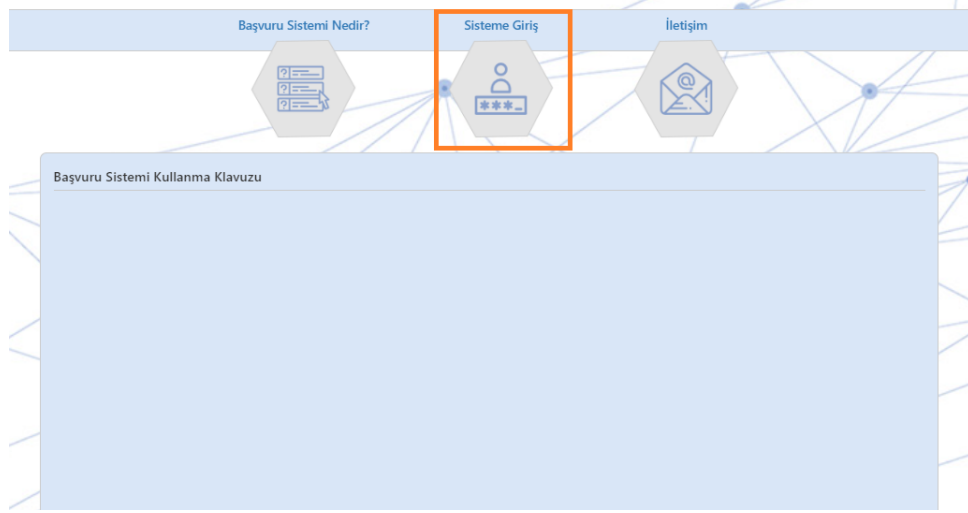 Başvuru Sistemi Nedir? Sisteme Giriş İletişim
?
?
?
@
***_
Başvuru Sistemi Kullanma Klavuzu